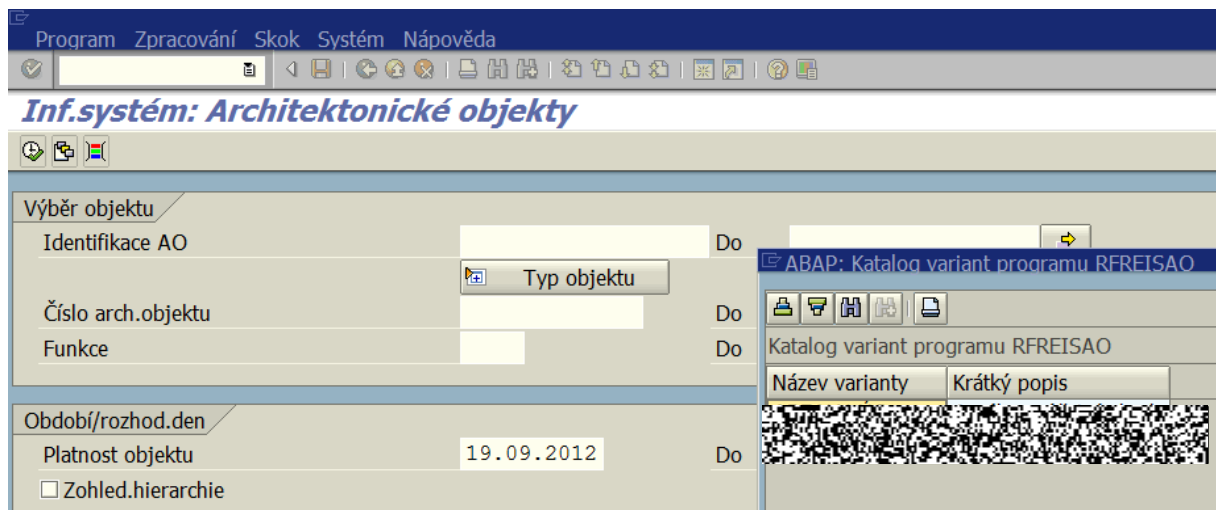 Program Zpracování Skok Systém Nápověda
Inf.systém: Architektonické objekty
Výběr objektu
Identifikace AO Do
Typ objektu
Číslo arch.objektu Do
Funkce Do
Období/rozhod.den
Platnost objektu 19.09.2012 Do
Zohled.hierarchie
ABAP: Katalog variant programu RFREISAO
Katalog variant programu RFREISAO
Název varianty Krátký popis